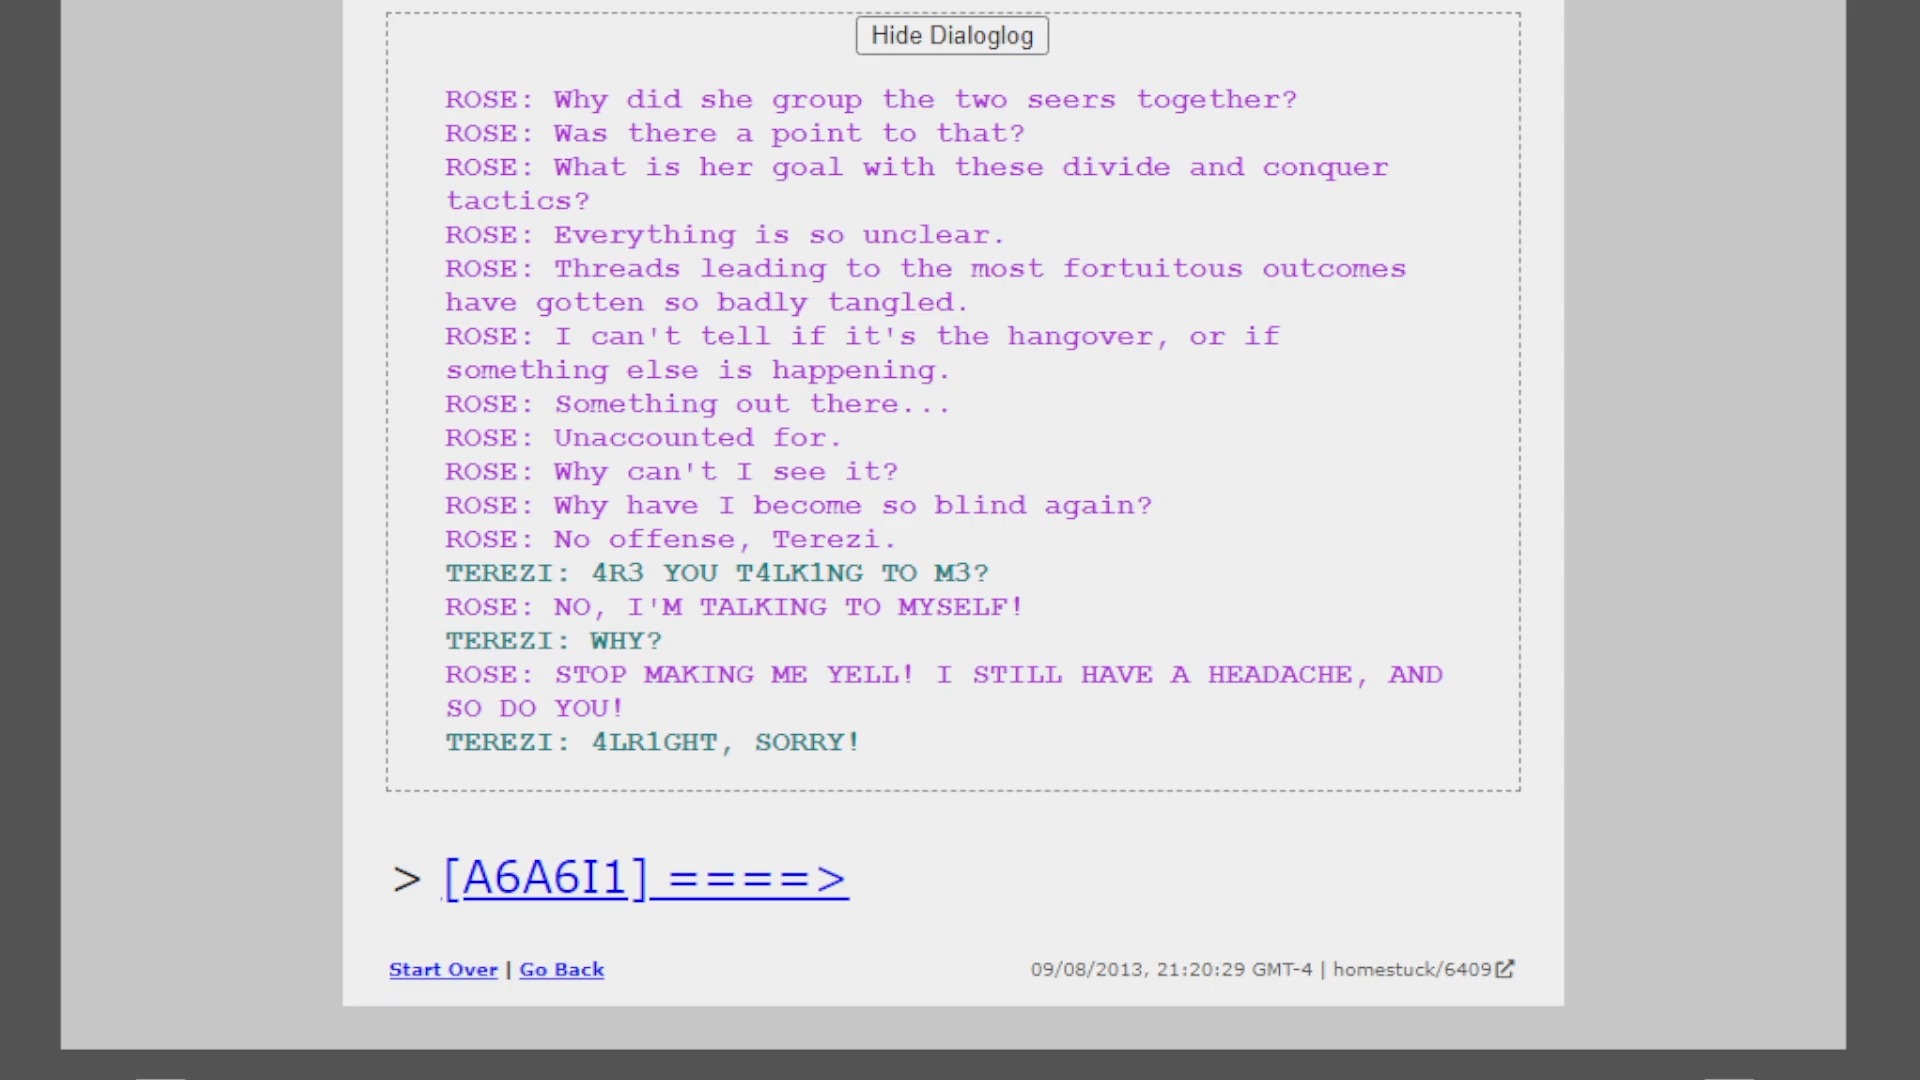 Hide Dialoglog
ROSE: Why did she group the two seers together?
ROSE: Was there a point to that?
ROSE: What is her goal with these divide and conquer
tactics?
ROSE: Everything is so unclear.
ROSE: Threads leading to the most fortuitous outcomes
have gotten so badly tangled.
ROSE: I can't tell if it's the hangover, or if
something else is happening.
ROSE: Something out there...
ROSE: Unaccounted for.
ROSE: Why can't I see it?
ROSE: Why have I become so blind again?
ROSE: No offense, Terezi.
TEREZI: 4R3 YOU T4LK1NG TO M3?
ROSE: NO, I'M TALKING TO MYSELF!
TEREZI: WHY?
ROSE: STOP MAKING ME YELL! I STILL HAVE A HEADACHE, AND
SO DO YOU!
TEREZI: 4LR1GHT, SORRY!
> [A6A6I1] ====>
Start Over | Go Back
09/08/2013, 21:20:29 GMT-4 | homestuck/6409